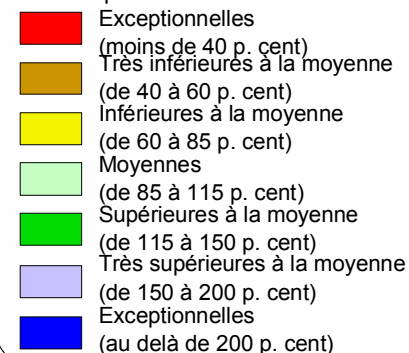 Exceptionnelles
(moins de 40 p. cent)
Très inférieures à la moyenne
(de 40 à 60 p. cent)
Inférieures à la moyenne
(de 60 à 85 p. cent)
Moyennes
(de 85 à 115 p. cent)
Supérieures à la moyenne
(de 115 à 150 p. cent)
Très supérieures à la moyenne
(de 150 à 200 p. cent)
Exceptionnelles
(au delà de 200 p. cent)